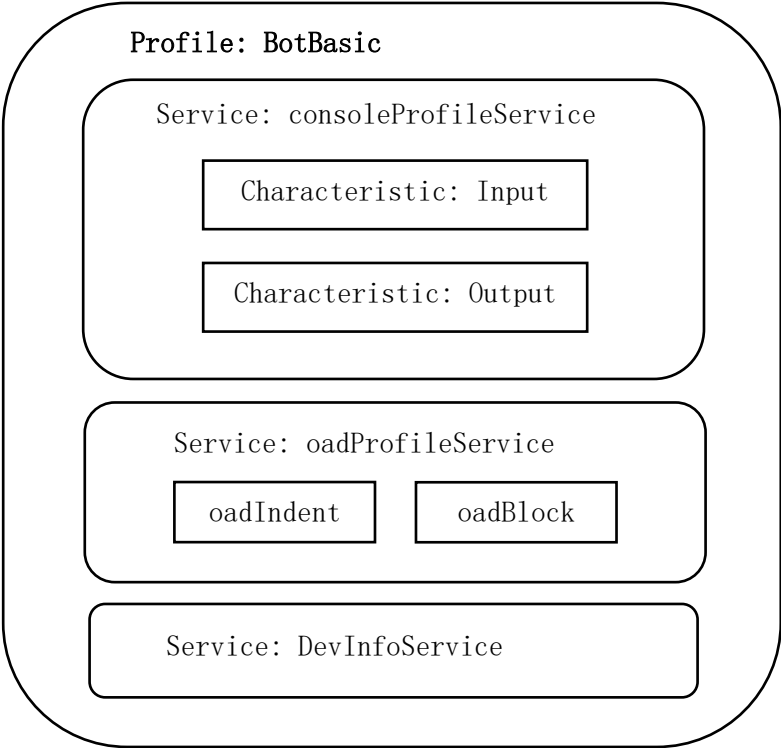 Profile: BotBasic
Service: consoleProfileService
Characteristic: Input
Characteristic: Output
Service: oadProfileService
oadIndent oadBlock
Service: DevInfoService